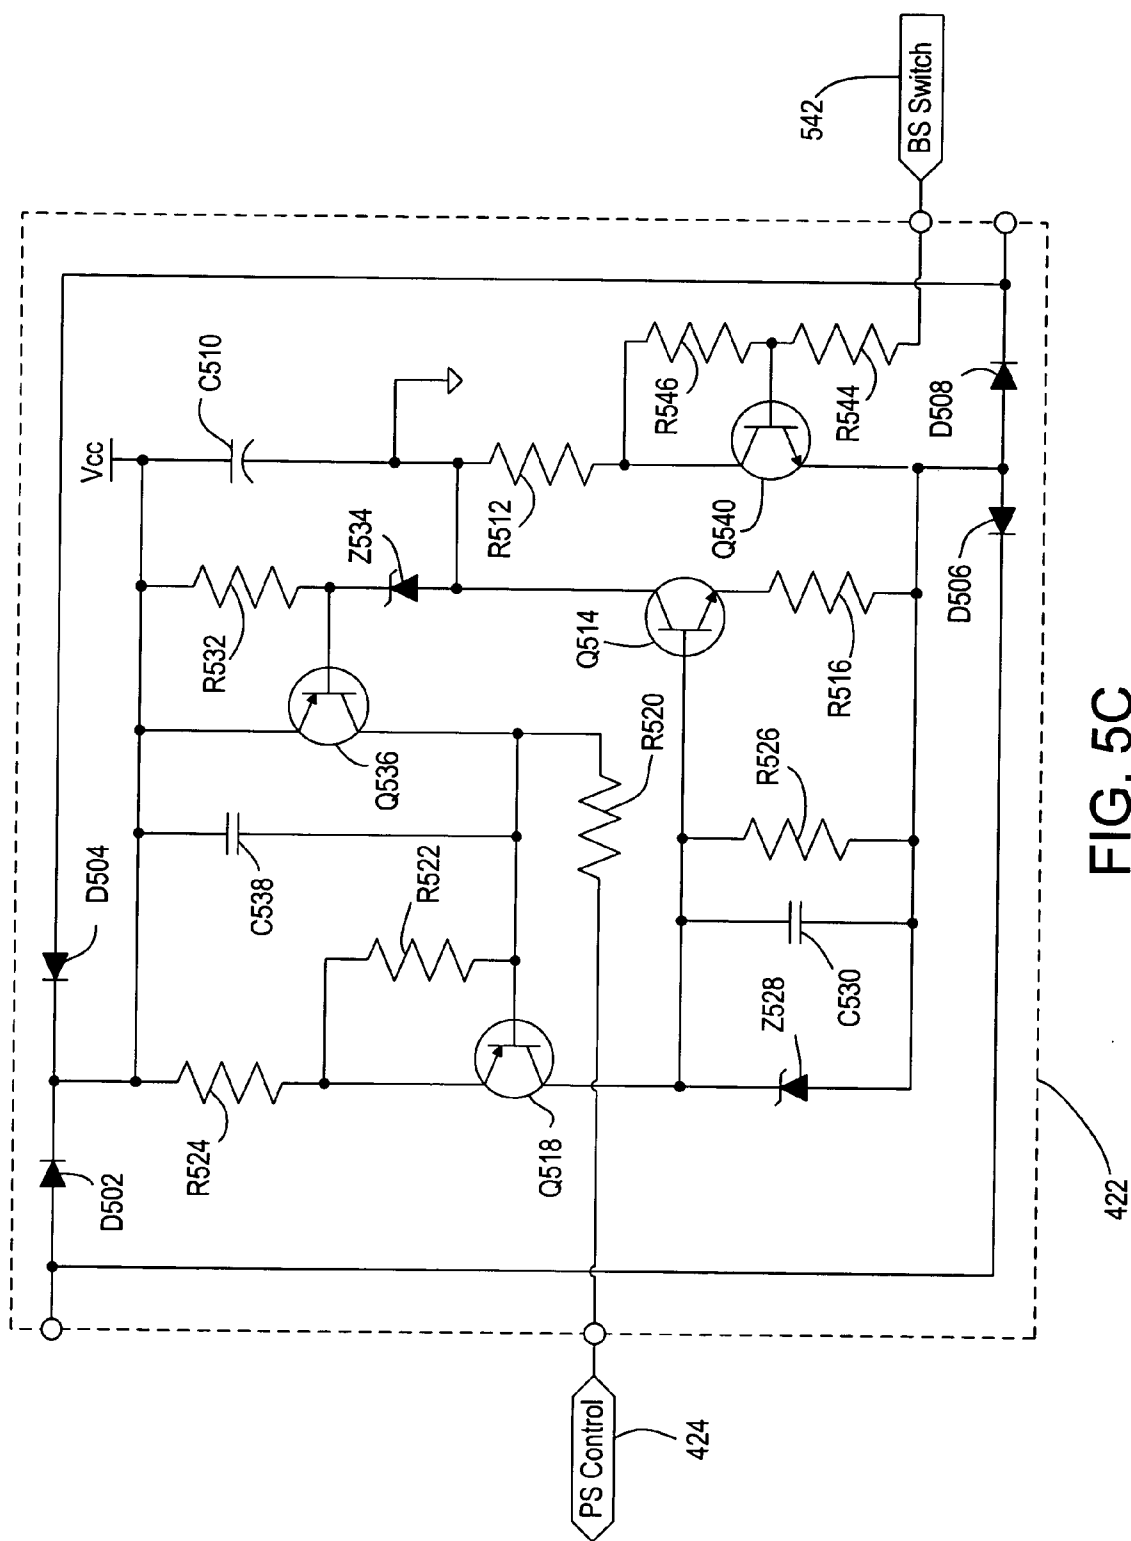 542
BS Switch
Vcc
C510
R546
R544
D508
D504
R532
Z534
R512
Q540
D506
Q536
Q514
R516
C538
R522
R520
R526
D502
R524
Q518
Z528
C530
422
PS Control
424
FIG. 5C